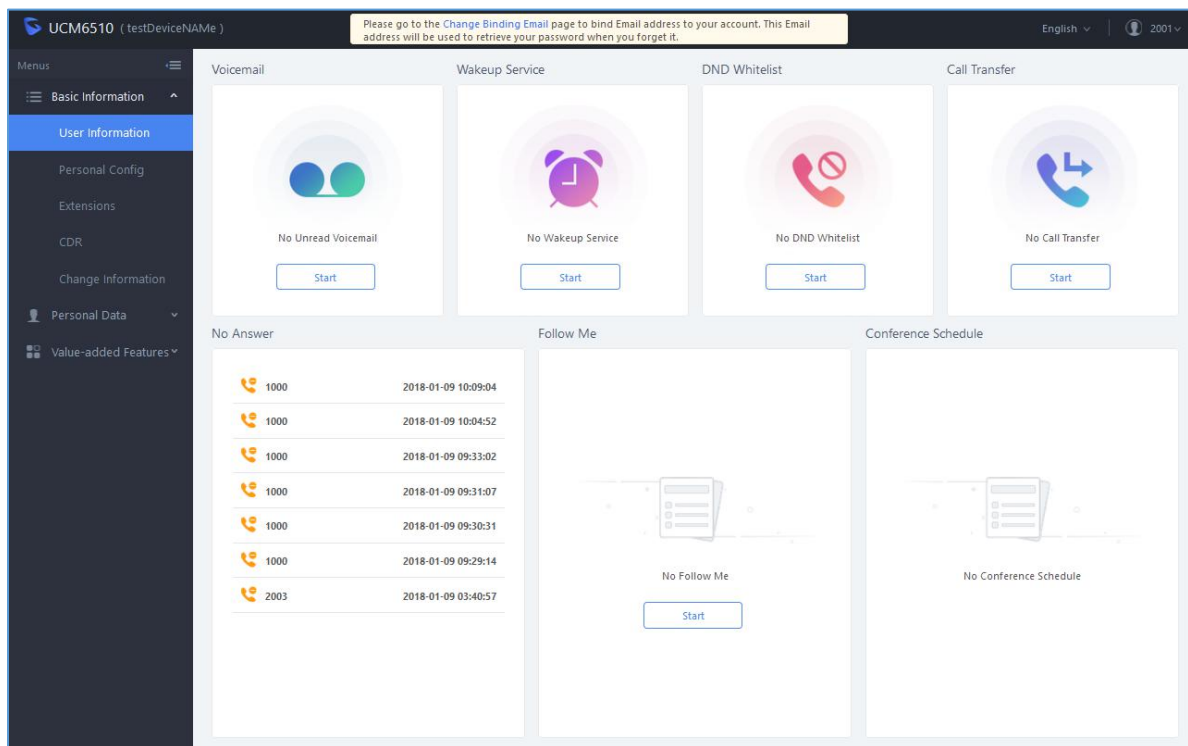 UCM6510 ( testDeviceNAMe )
Please go to the Change Binding Email page to bind Email address to your account. This Email
address will be used to retrieve your password when you forget it.
English
2001
Menus
Basic Information
User Information
Personal Config
Extensions
CDR
Change Information
Personal Data
Value-added Features
Voicemail
No Unread Voicemail
Start
Wakeup Service
No Wakeup Service
Start
DND Whitelist
No DND Whitelist
Start
Call Transfer
No Call Transfer
Start
No Answer
1000 2018-01-09 10:09:04
1000 2018-01-09 10:04:52
1000 2018-01-09 09:33:02
1000 2018-01-09 09:31:07
1000 2018-01-09 09:30:31
1000 2018-01-09 09:29:14
2003 2018-01-09 03:40:57
Follow Me
No Follow Me
Start
Conference Schedule
No Conference Schedule